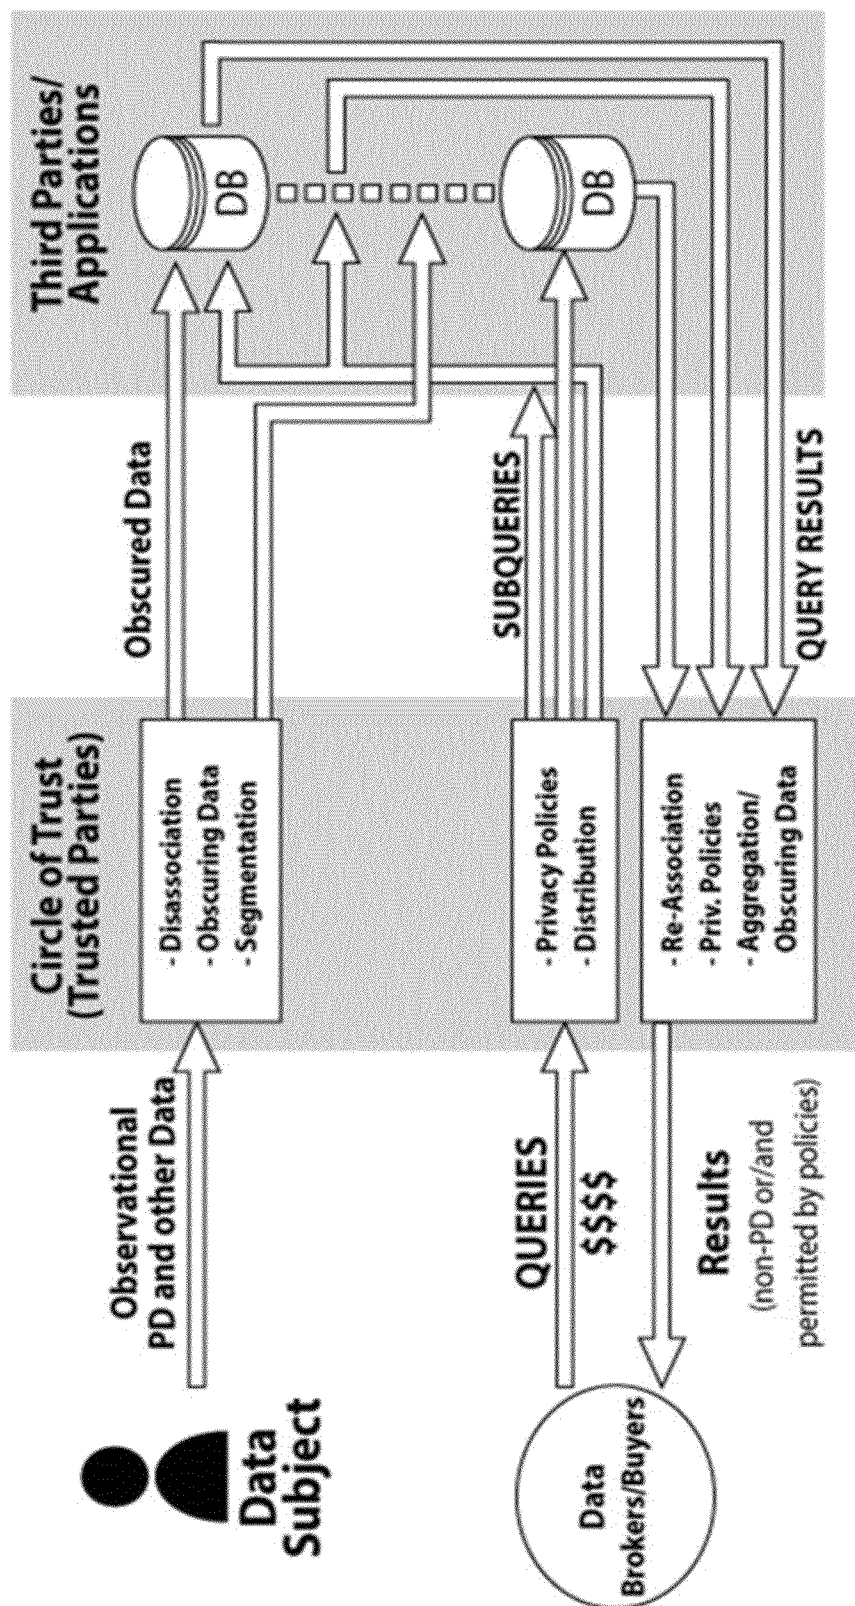 Third Parties/
Applications
DB
DB
Obscured Data
SUBQUERIES
QUERY RESULTS
Circle of Trust
(Trusted Parties)
- Disassociation
- Obscuring Data
- Segmentation
- Privacy Policies
- Distribution
- Re-Association
- Priv. Policies
- Aggregation/
Obscuring Data
Observational
PD and other Data
QUERIES
$$$$
Results
(non-PD or/and
permitted by policies)
Data
Subject
Data
Brokers/Buyers